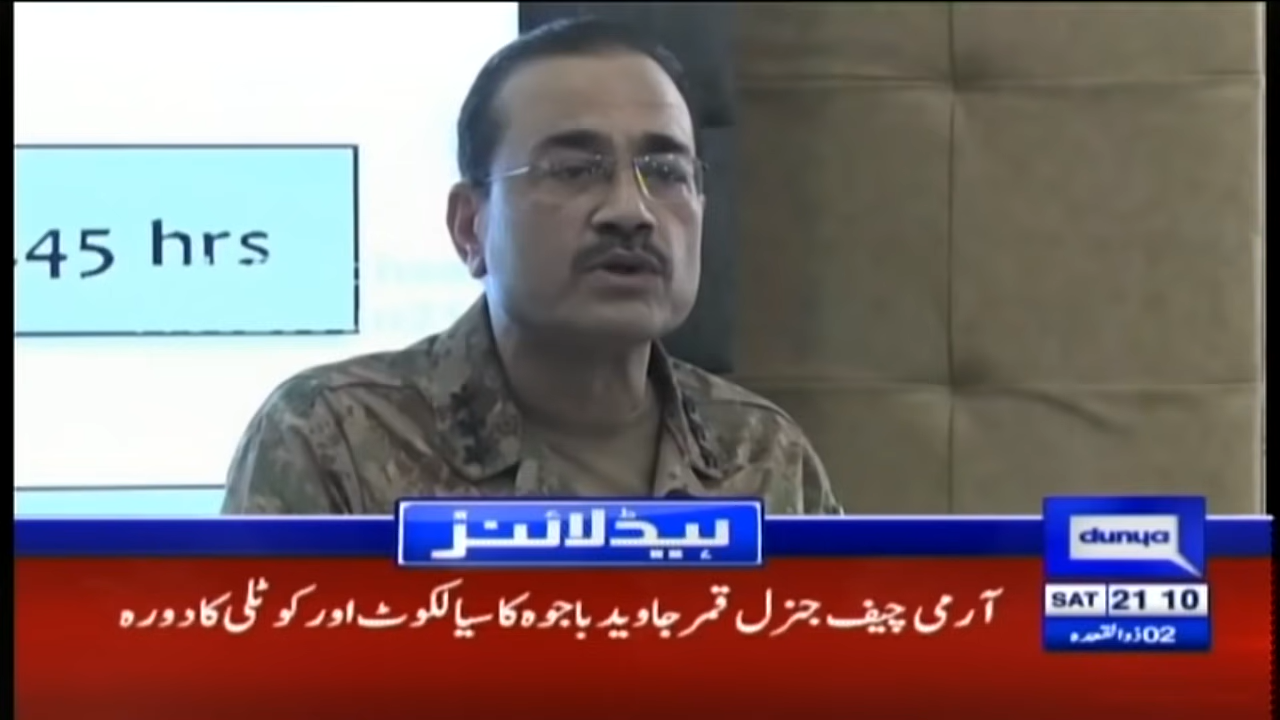 .45 hrs
ہیڈلائنز
dunya
آرمی چیف جنرل قمر جاوید باجوہ کا سیالکوٹ اور کوٹلی کا دورہ
SAT 21 10
02 ذوالقعدہ